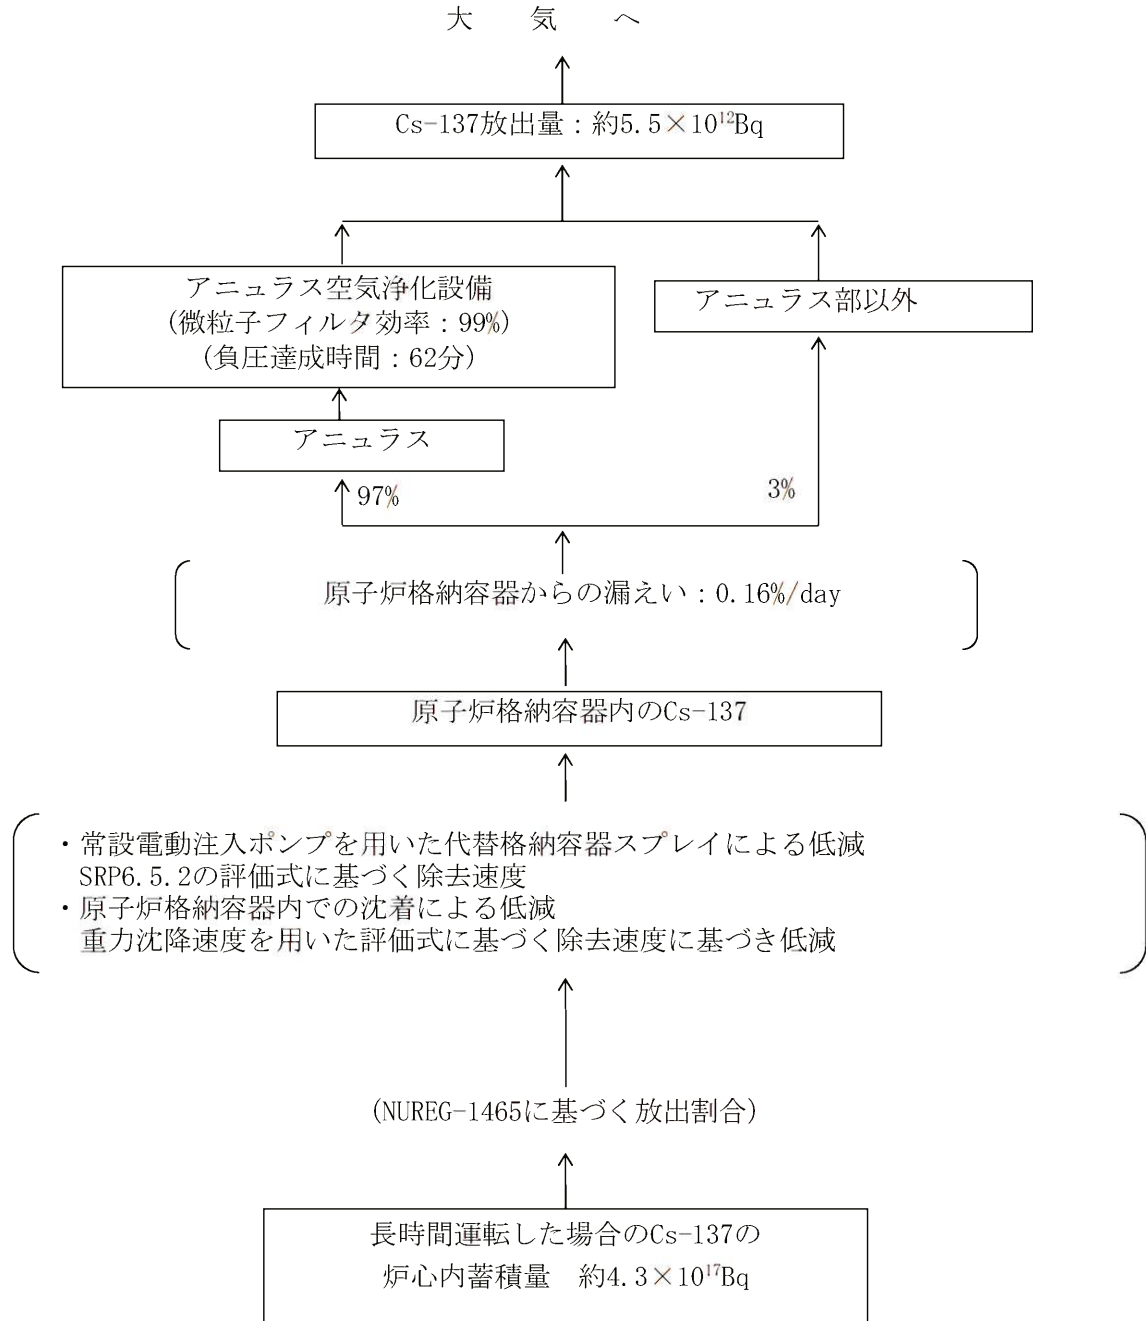 大　気　へ
Cs-137放出量：約5.5×10¹²Bq
アニュラス空気浄化設備
(微粒子フィルタ効率：99%)
(負圧達成時間：62分)
アニュラス部以外
アニュラス
97%
3%
原子炉格納容器からの漏えい：0.16%/day
原子炉格納容器内のCs-137
・常設電動注入ポンプを用いた代替格納容器スプレイによる低減
SRP6.5.2の評価式に基づく除去速度
・原子炉格納容器内での沈着による低減
重力沈降速度を用いた評価式に基づく除去速度に基づき低減
(NUREG-1465に基づく放出割合)
長時間運転した場合のCs-137の
炉心内蓄積量　約4.3×10¹⁷Bq